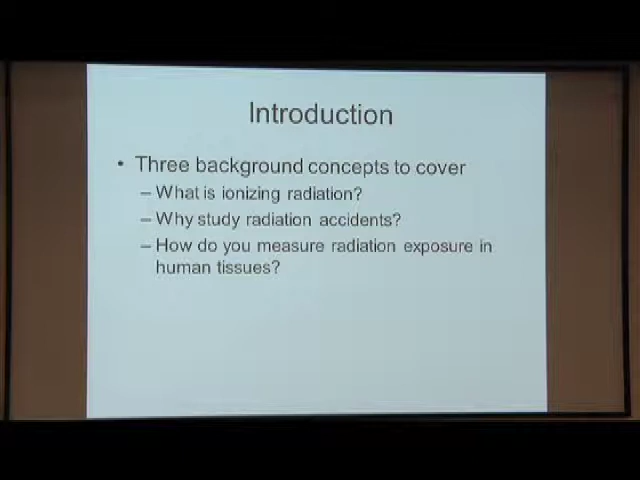 Introduction
• Three background concepts to cover
– What is ionizing radiation?
– Why study radiation accidents?
– How do you measure radiation exposure in
human tissues?